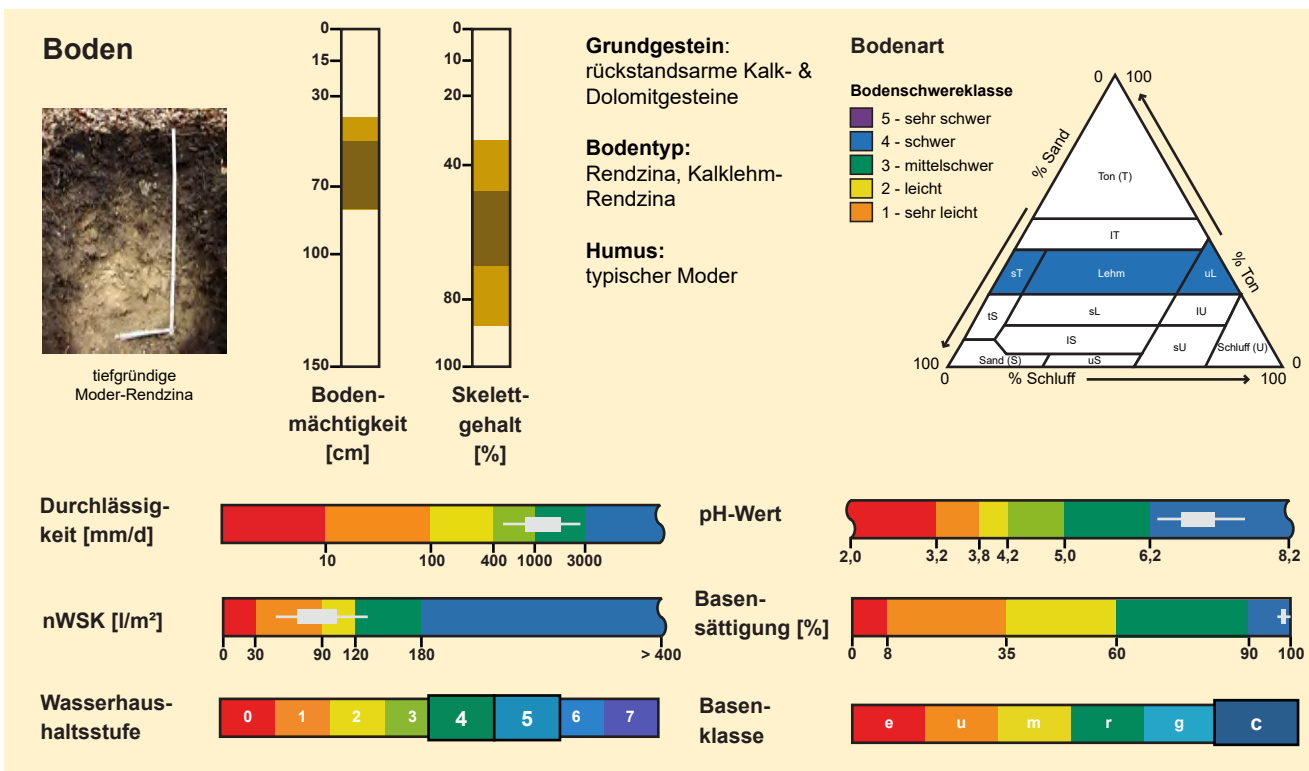 Boden
tiefgründige
Moder-Rendzina
0
15
30
70
100
150
Boden-
mächtigkeit
[cm]
0
10
20
40
80
100
Skelett-
gehalt
[%]
Grundgestein:
rückstandsarme Kalk- &
Dolomitgesteine
Bodentyp:
Rendzina, Kalklehm-
Rendzina
Humus:
typischer Moder
Bodenart
Bodenschwereklasse
5 - sehr schwer
4 - schwer
3 - mittelschwer
2 - leicht
1 - sehr leicht
0 100
% Sand
% Ton
Ton (T)
lT
sT Lehm uL
tS sL lU
lS
Sand (S) uS sU Schluff (U)
100 0
0 % Schluff 100
Durchlässig-
keit [mm/d]
10 100 400 1000 3000
nWSK [l/m²]
0 30 90 120 180 > 400
Wasserhaus-
haltsstufe
0 1 2 3 4 5 6 7
pH-Wert
2,0 3,2 3,8 4,2 5,0 6,2 8,2
Basen-
sättigung [%]
0 8 35 60 90 100
Basen-
klasse
e u m r g c